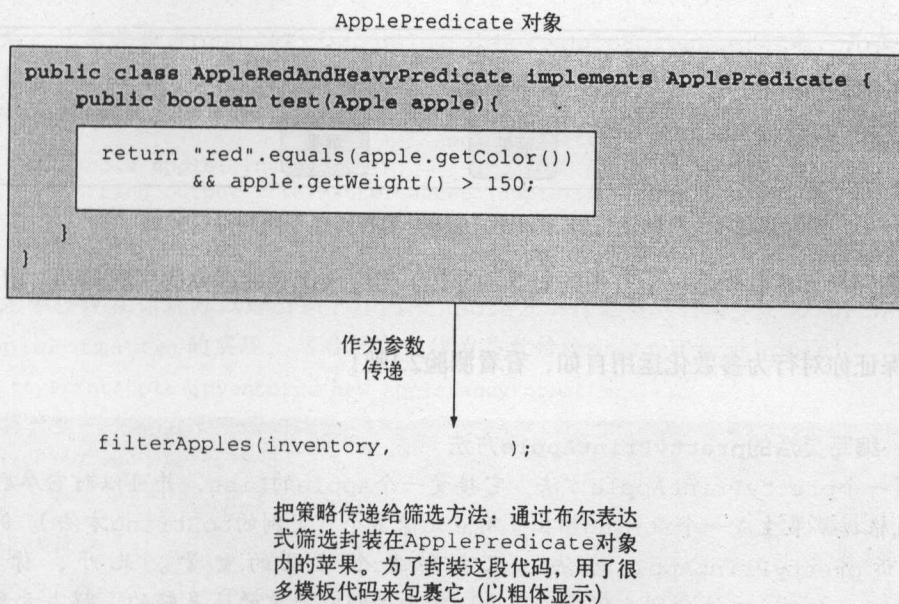 ApplePredicate 对象
public class AppleRedAndHeavyPredicate implements ApplePredicate {
public boolean test(Apple apple){
return "red".equals(apple.getColor())
&& apple.getWeight() > 150;
}
}
作为参数
传递
filterApples(inventory, );
把策略传递给筛选方法：通过布尔表达
式筛选封装在ApplePredicate对象
内的苹果。为了封装这段代码，用了很
多模板代码来包裹它（以粗体显示）